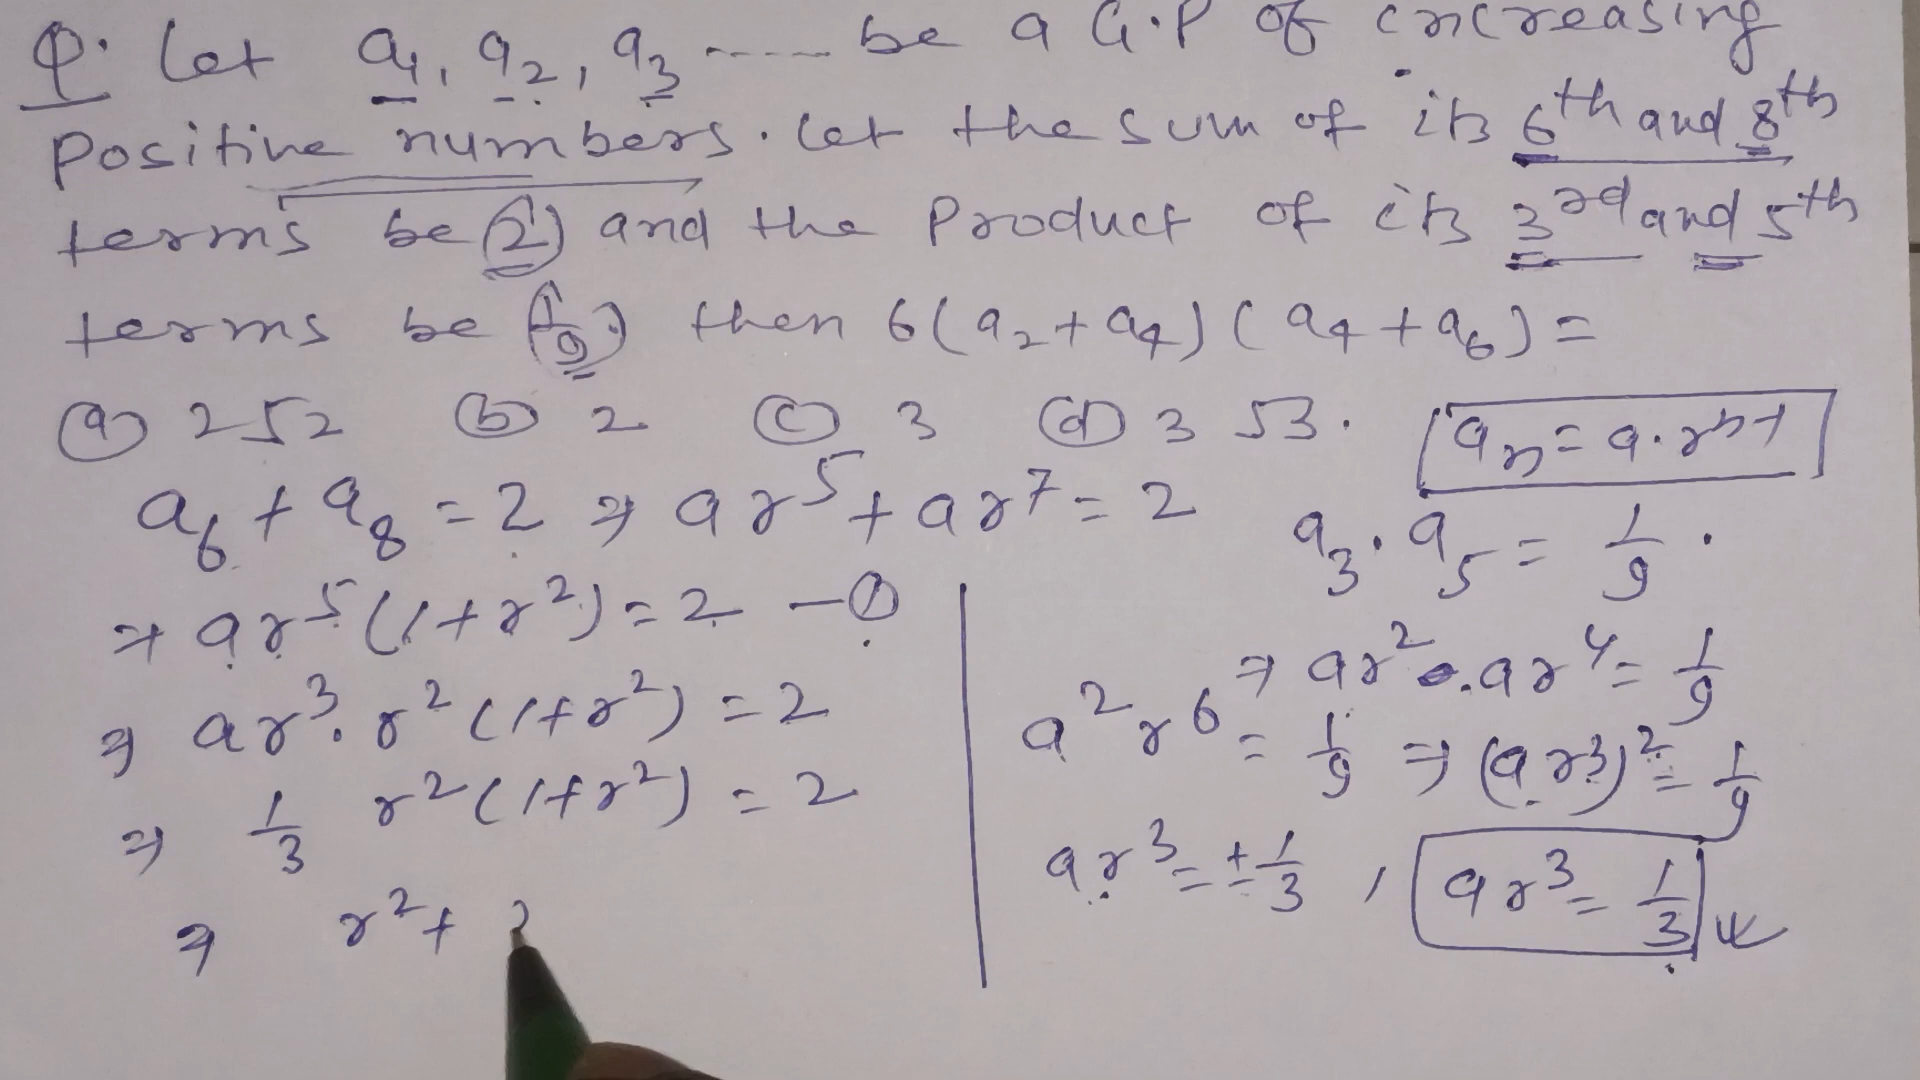 Q. Let a₁, a₂, a₃ ---- be a G.P of increasing
positive numbers. Let the sum of its 6th and 8th
terms be 2 and the Product of its 3rd and 5th
terms be 1/9 then 6(a₂+a₄)(a₄+a₆)=
(a) 2√2 (b) 2 (c) 3 (d) 3√3.
aₙ = a.rⁿ⁻¹
a₆ + a₈ = 2 ⇒ ar⁵ + ar⁷ = 2
⇒ ar⁵(1+r²) = 2 —①
⇒ ar³. r²(1+r²) = 2
⇒ 1/3 r²(1+r²) = 2
⇒ r² +
a₃. a₅ = 1/9.
⇒ ar².ar⁴ = 1/9
a²r⁶ = 1/9 ⇒ (ar³)² = 1/9
ar³ = ±1/3, ar³ = 1/3